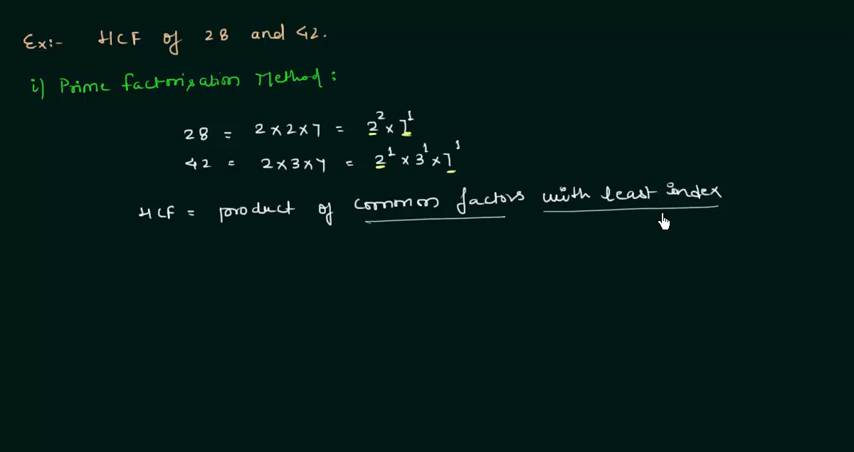 Ex:- HCF of 28 and 42.
i) Prime factorisation Method:
28 = 2×2×7 = 2² × 7¹
42 = 2×3×7 = 2¹ × 3¹ × 7¹
HCF = product of common factors with least index